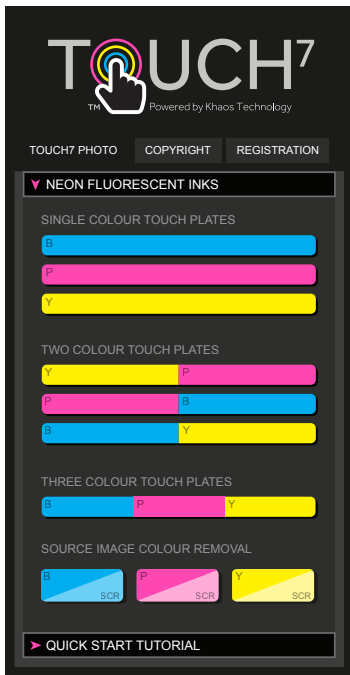 TOUCH7
TM Powered by Khaos Technology
TOUCH7 PHOTO COPYRIGHT REGISTRATION
NEON FLUORESCENT INKS
SINGLE COLOUR TOUCH PLATES
B
P
Y
TWO COLOUR TOUCH PLATES
Y P
P B
B Y
THREE COLOUR TOUCH PLATES
B P Y
SOURCE IMAGE COLOUR REMOVAL
B P Y
SCR SCR SCR
QUICK START TUTORIAL